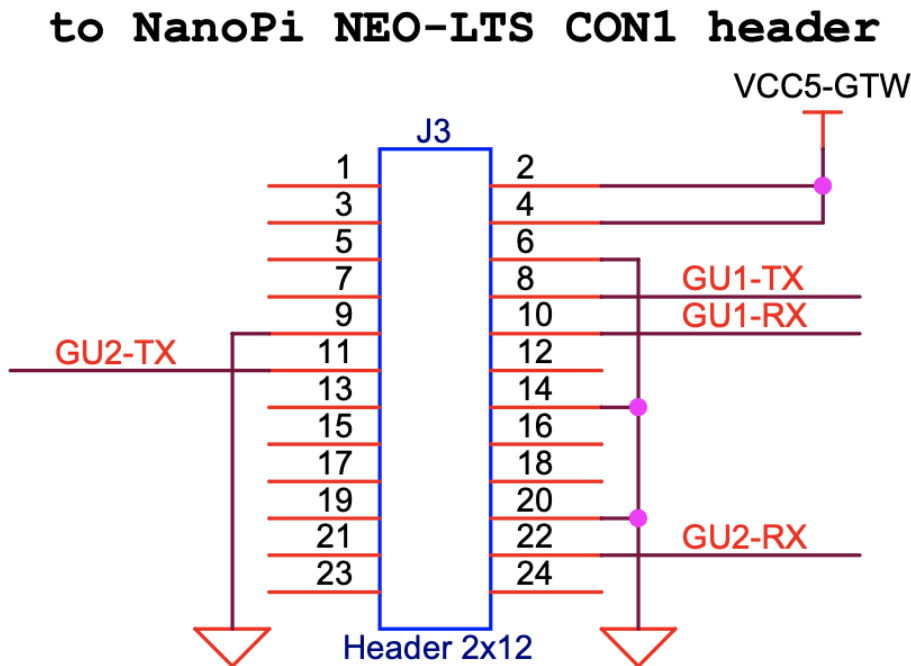 to NanoPi NEO-LTS CON1 header
VCC5-GTW
J3
1 2
3 4
5 6
7 8 GU1-TX
9 10 GU1-RX
GU2-TX 11 12
13 14
15 16
17 18
19 20
21 22 GU2-RX
23 24
Header 2x12